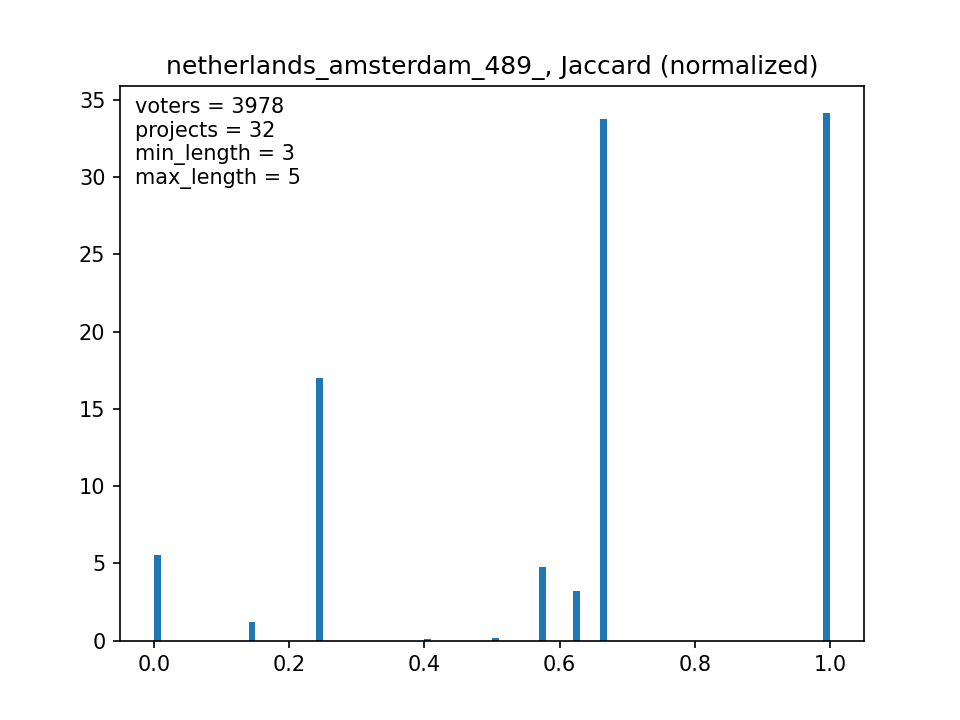 netherlands_amsterdam_489_, Jaccard (normalized)
voters = 3978
projects = 32
min_length = 3
max_length = 5
35
30
25
20
15
10
5
0
0.0 0.2 0.4 0.6 0.8 1.0